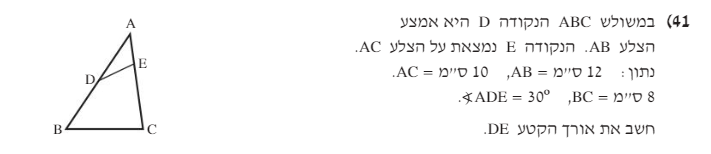 41) במשולש ABC הנקודה D היא אמצע
הצלע AB. הנקודה E נמצאת על הצלע AC.
נתון: 12 ס״מ = AB, 10 ס״מ = AC.
8 ס״מ = BC, ∢ADE = 30°.
חשב את אורך הקטע DE.
A
E
D
B C